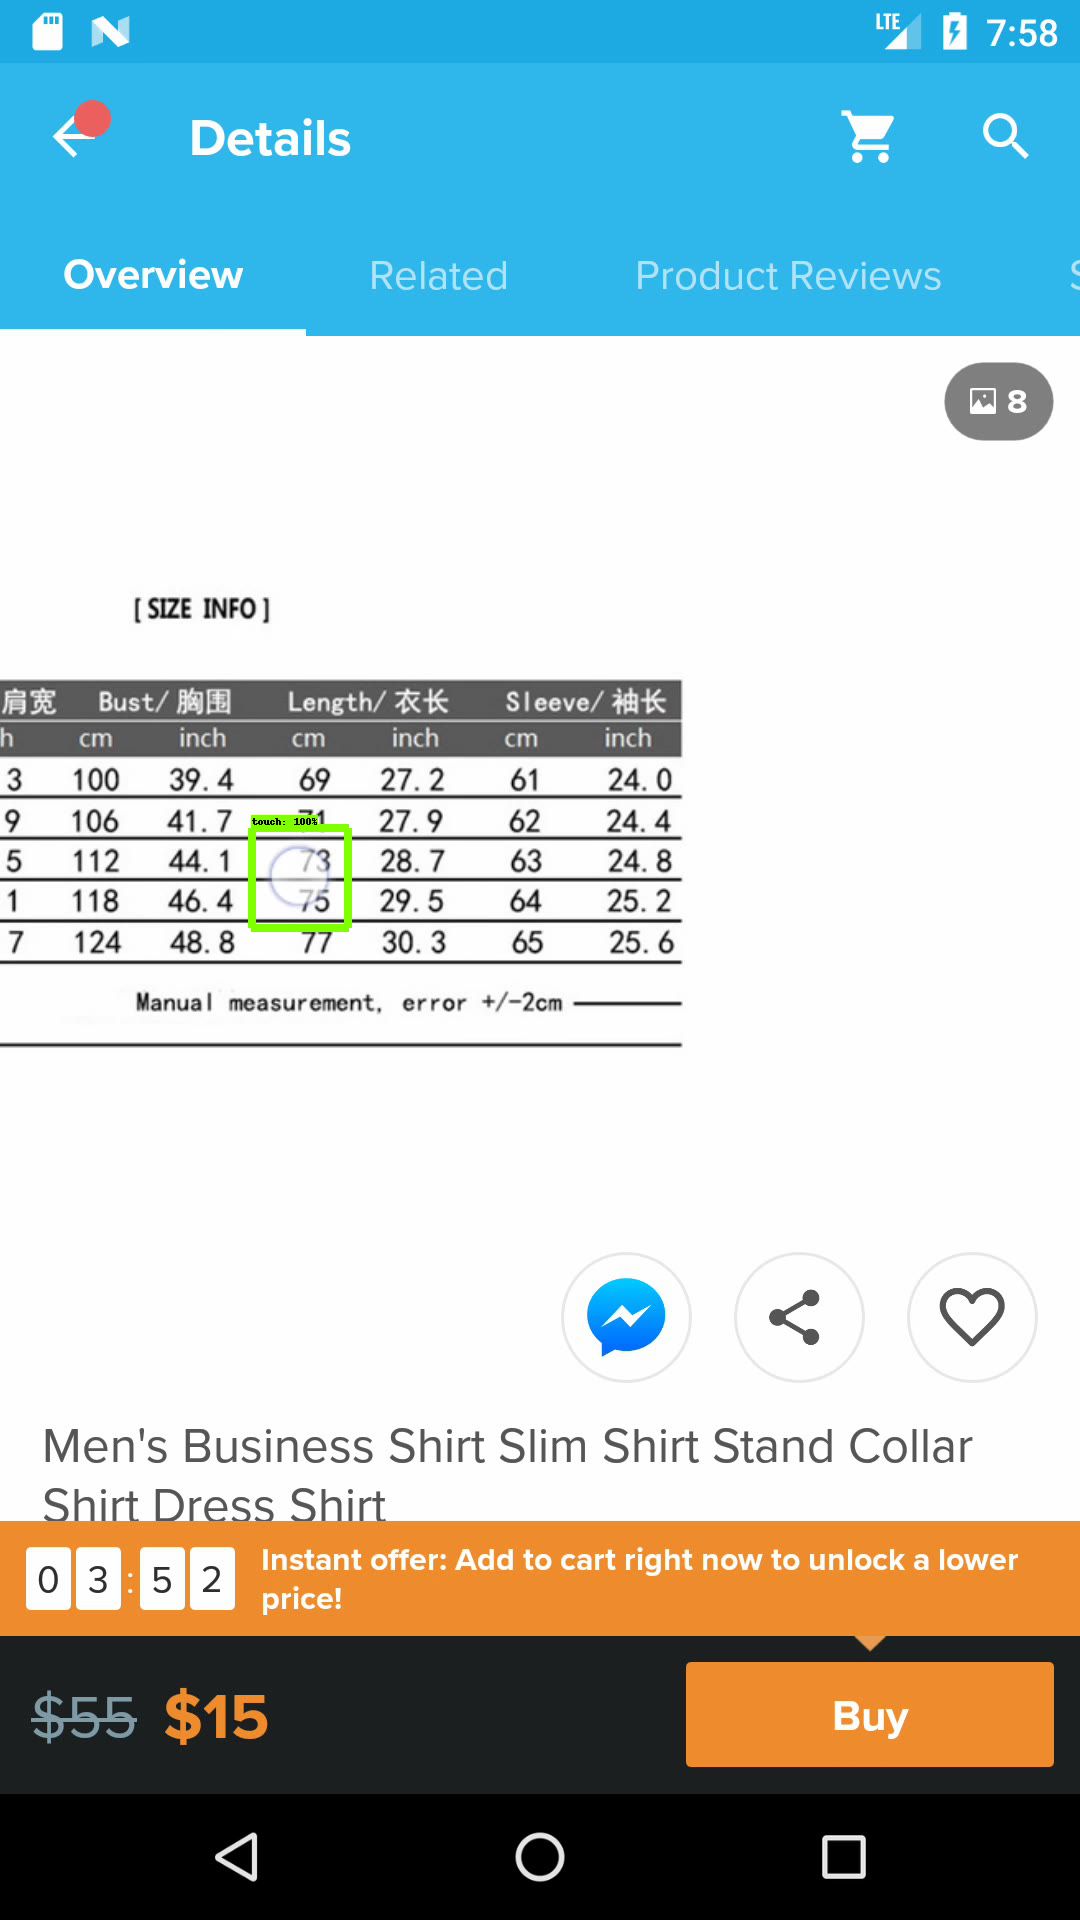 LTE 7:58
Details
Overview Related Product Reviews S
8
[ SIZE INFO ]
肩宽 Bust/ 胸围 Length/ 衣长 Sleeve/ 袖长
h cm inch cm inch cm inch
3 100 39.4 69 27.2 61 24.0
9 106 41.7 71 27.9 62 24.4
touch: 100%
5 112 44.1 73 28.7 63 24.8
1 118 46.4 75 29.5 64 25.2
7 124 48.8 77 30.3 65 25.6
Manual measurement, error +/-2cm
Men's Business Shirt Slim Shirt Stand Collar
Shirt Dress Shirt
03:52 Instant offer: Add to cart right now to unlock a lower
price!
$55 $15 Buy